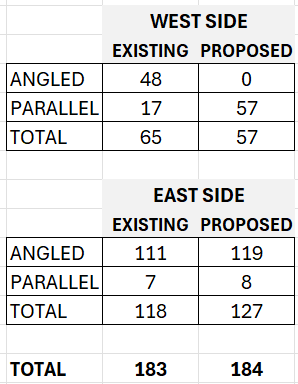 WEST SIDE
EXISTING PROPOSED
ANGLED 48 0
PARALLEL 17 57
TOTAL 65 57
EAST SIDE
EXISTING PROPOSED
ANGLED 111 119
PARALLEL 7 8
TOTAL 118 127
TOTAL 183 184